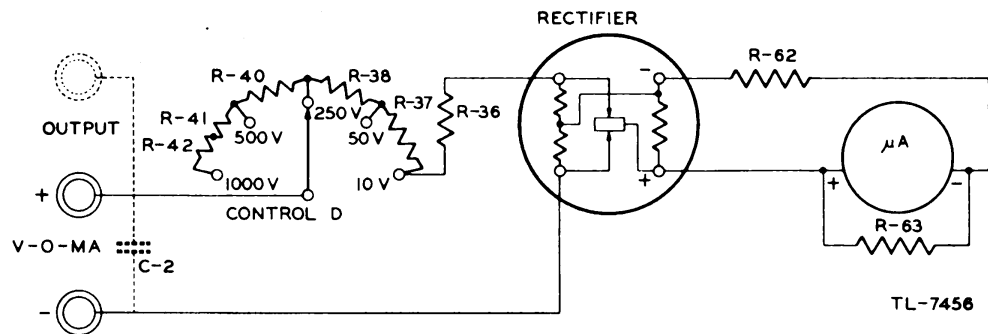 RECTIFIER
R-40
R-38
R-62
R-41
R-37
R-36
OUTPUT
250 V
500 V
50 V
R-42
µA
1000 V
10 V
+
CONTROL D
-
+
+
-
V-O-MA
C-2
R-63
-
TL-7456